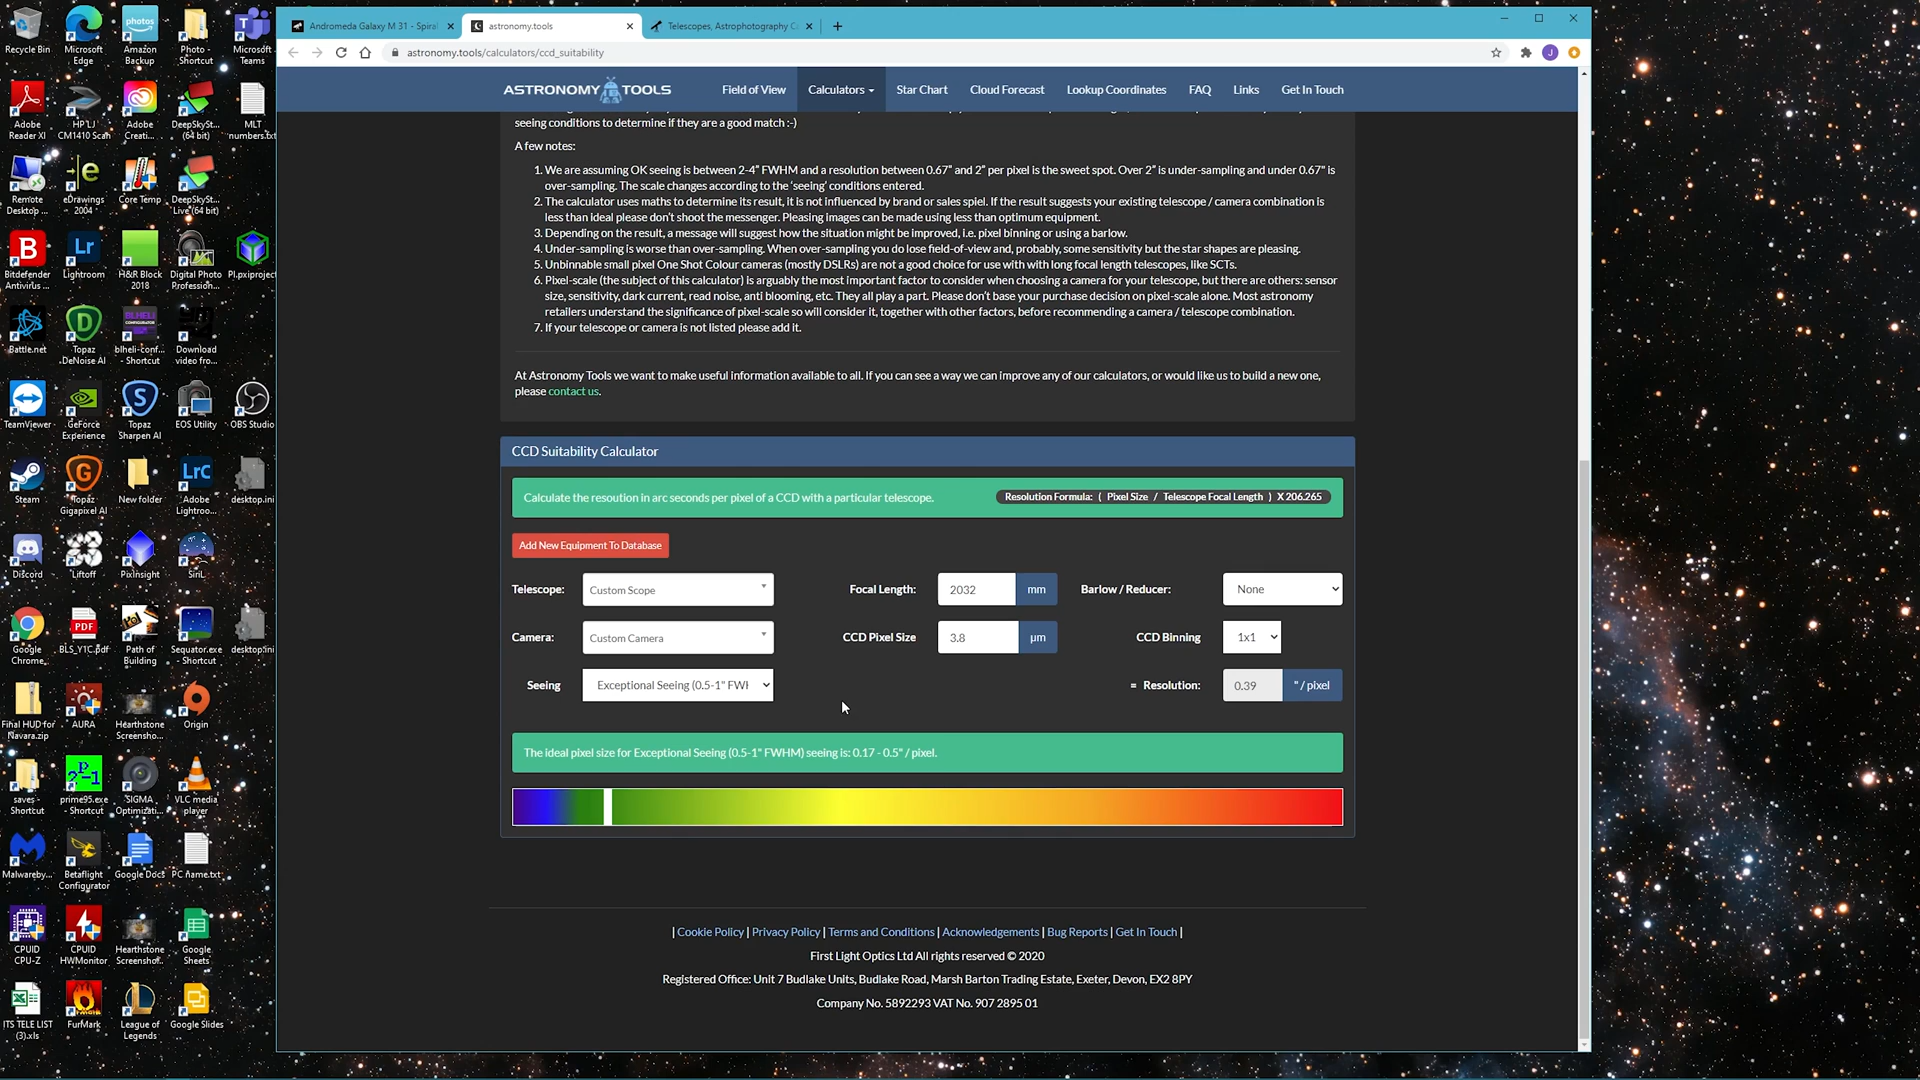 Andromeda Galaxy M 31 - Spiral
astronomy.tools
Telescopes, Astrophotography C
astronomy.tools/calculators/ccd_suitability
ASTRONOMY TOOLS
Field of View
Calculators
Star Chart
Cloud Forecast
Lookup Coordinates
FAQ
Links
Get In Touch
seeing conditions to determine if they are a good match :-)
A few notes:
1. We are assuming OK seeing is between 2-4" FWHM and a resolution between 0.67" and 2" per pixel is the sweet spot. Over 2" is under-sampling and under 0.67" is
over-sampling. The scale changes according to the 'seeing' conditions entered.
2. The calculator uses maths to determine its result, it is not influenced by brand or sales spiel. If the result suggests your existing telescope / camera combination is
less than ideal please don't shoot the messenger. Pleasing images can be made using less than optimum equipment.
3. Depending on the result, a message will suggest how the situation might be improved, i.e. pixel binning or using a barlow.
4. Under-sampling is worse than over-sampling. When over-sampling you do lose field-of-view and, probably, some sensitivity but the star shapes are pleasing.
5. Unbinnable small pixel One Shot Colour cameras (mostly DSLRs) are not a good choice for use with with long focal length telescopes, like SCTs.
6. Pixel-scale (the subject of this calculator) is arguably the most important factor to consider when choosing a camera for your telescope, but there are others: sensor
size, sensitivity, dark current, read noise, anti blooming, etc. They all play a part. Please don't base your purchase decision on pixel-scale alone. Most astronomy
retailers understand the significance of pixel-scale so will consider it, together with other factors, before recommending a camera / telescope combination.
7. If your telescope or camera is not listed please add it.
At Astronomy Tools we want to make useful information available to all. If you can see a way we can improve any of our calculators, or would like us to build a new one,
please contact us.
CCD Suitability Calculator
Calculate the resoution in arc seconds per pixel of a CCD with a particular telescope.
Resolution Formula: ( Pixel Size / Telescope Focal Length ) X 206.265
Add New Equipment To Database
Telescope: Custom Scope Focal Length: 2032 mm Barlow / Reducer: None
Camera: Custom Camera CCD Pixel Size 3.8 µm CCD Binning 1x1
Seeing Exceptional Seeing (0.5-1" FWH = Resolution: 0.39 " / pixel
The ideal pixel size for Exceptional Seeing (0.5-1" FWHM) seeing is: 0.17 - 0.5" / pixel.
| Cookie Policy | Privacy Policy | Terms and Conditions | Acknowledgements | Bug Reports | Get In Touch |
First Light Optics Ltd All rights reserved © 2020
Registered Office: Unit 7 Budlake Units, Budlake Road, Marsh Barton Trading Estate, Exeter, Devon, EX2 8PY
Company No. 5892293 VAT No. 907 2895 01
Recycle Bin
Microsoft
Edge
photos
Amazon
Backup
Photo -
Shortcut
Microsoft
Teams
Adobe
Reader XI
HP LJ
CM1410 Scan
Adobe
Creati...
DeepSkySt...
(64 bit)
MLT
numbers.txt
Remote
Desktop ...
eDrawings
2004
Core Temp
DeepSkySt...
Live (64 bit)
Bitdefender
Antivirus ...
Lightroom
H&R Block
2018
Digital Photo
Profession...
PI.pxiproject
Battle.net
Topaz
DeNoise AI
blheli-conf...
- Shortcut
Download
video fro...
TeamViewer
GeForce
Experience
Topaz
Sharpen AI
EOS Utility
OBS Studio
Steam
Topaz
Gigapixel AI
New folder
Adobe
Lightroo...
desktop.ini
Discord
Liftoff
PixInsight
SiriL
Google
Chrome
BLS_YTC.pdf
Path of
Building
Sequator.exe
- Shortcut
desktop.ini
Final HUD for
Navara.zip
AURA
Hearthstone
Screensho...
Origin
saves -
Shortcut
prime95.exe
- Shortcut
SIGMA
Optimizati...
VLC media
player
Malwareby...
Betaflight
Configurator
Google Docs
PC name.txt
CPUID
CPU-Z
CPUID
HWMonitor
Hearthstone
Screensho...
Google
Sheets
ITS TELE LIST
(3).xls
FurMark
League of
Legends
Google Slides